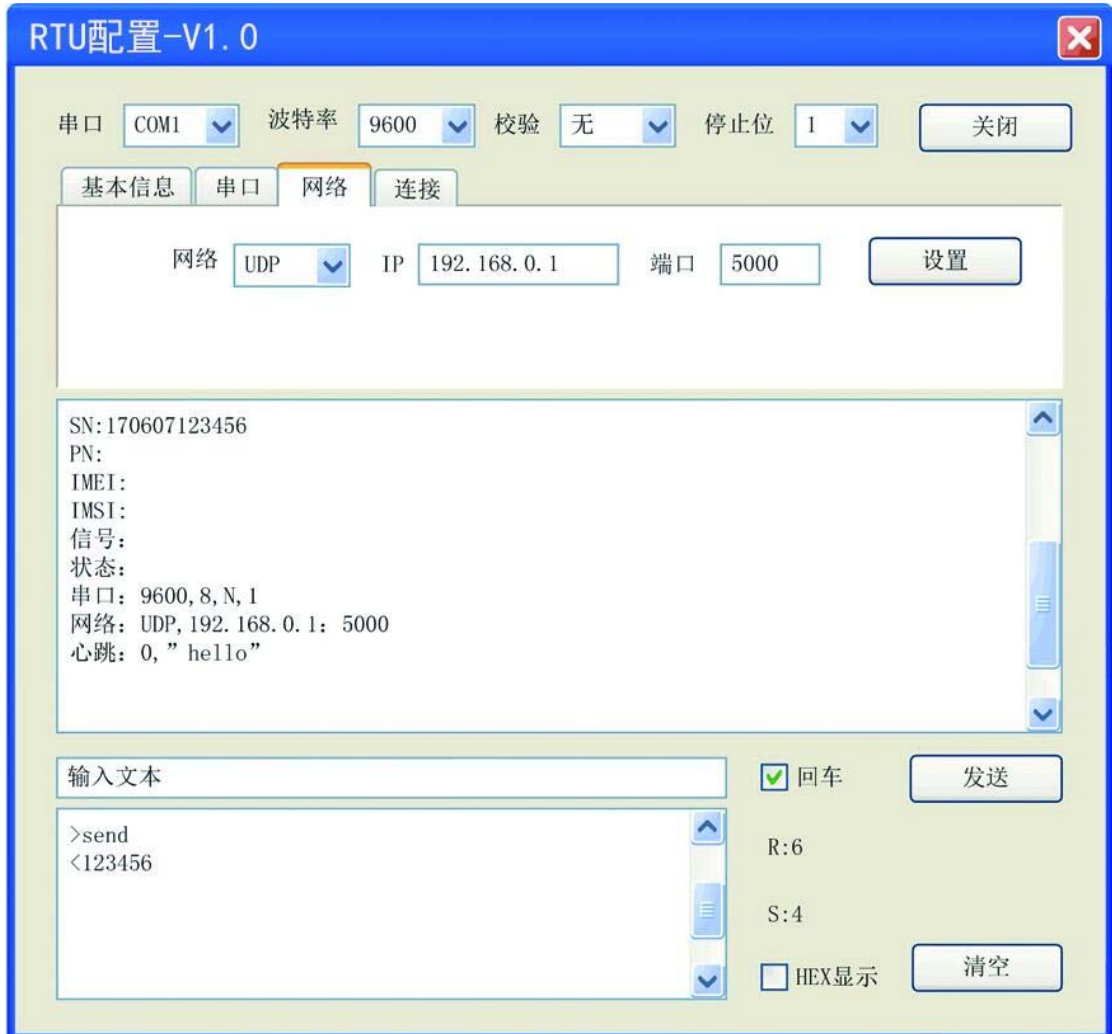 RTU配置-V1.0
串口 COM1 波特率 9600 校验 无 停止位 1 关闭
基本信息 串口 网络 连接
网络 UDP IP 192.168.0.1 端口 5000 设置
SN:170607123456
PN:
IMEI:
IMSI:
信号：
状态：
串口：9600,8,N,1
网络：UDP,192.168.0.1：5000
心跳：0,”hello”
输入文本 回车 发送
>send
<123456
R:6
S:4
HEX显示 清空